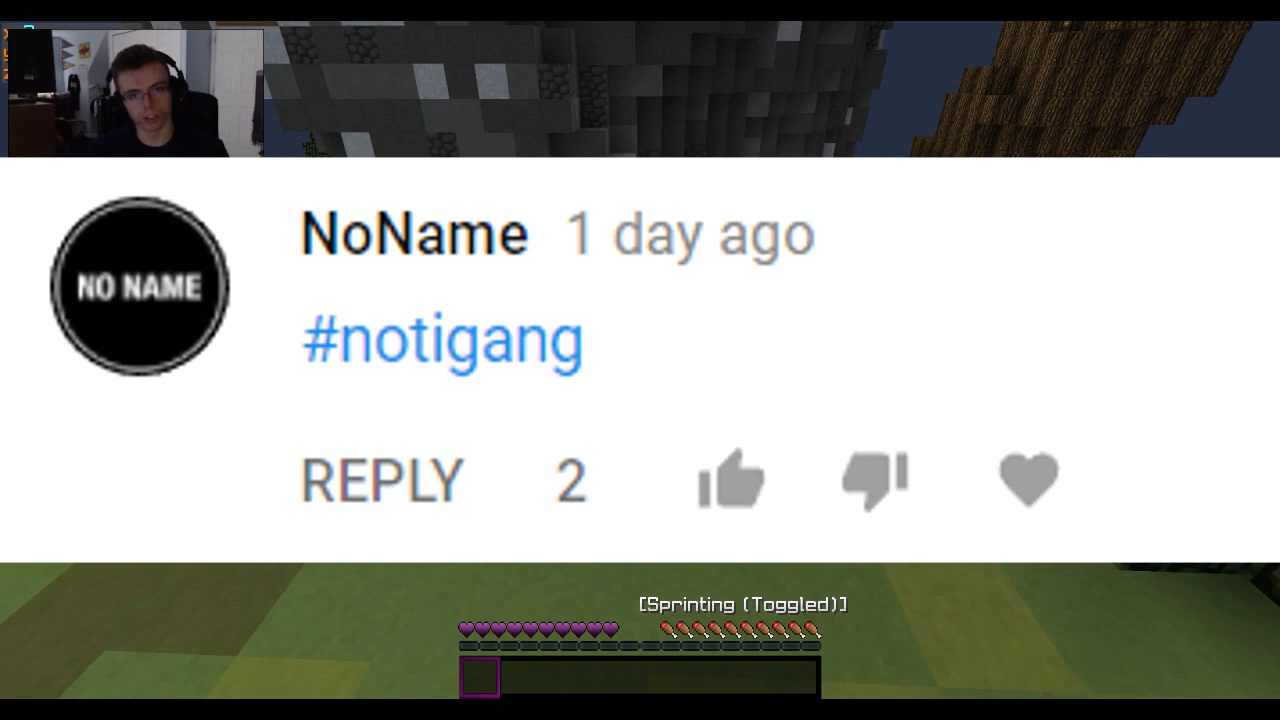 NO NAME
NoName 1 day ago
#notigang
REPLY 2
[Sprinting (Toggled)]